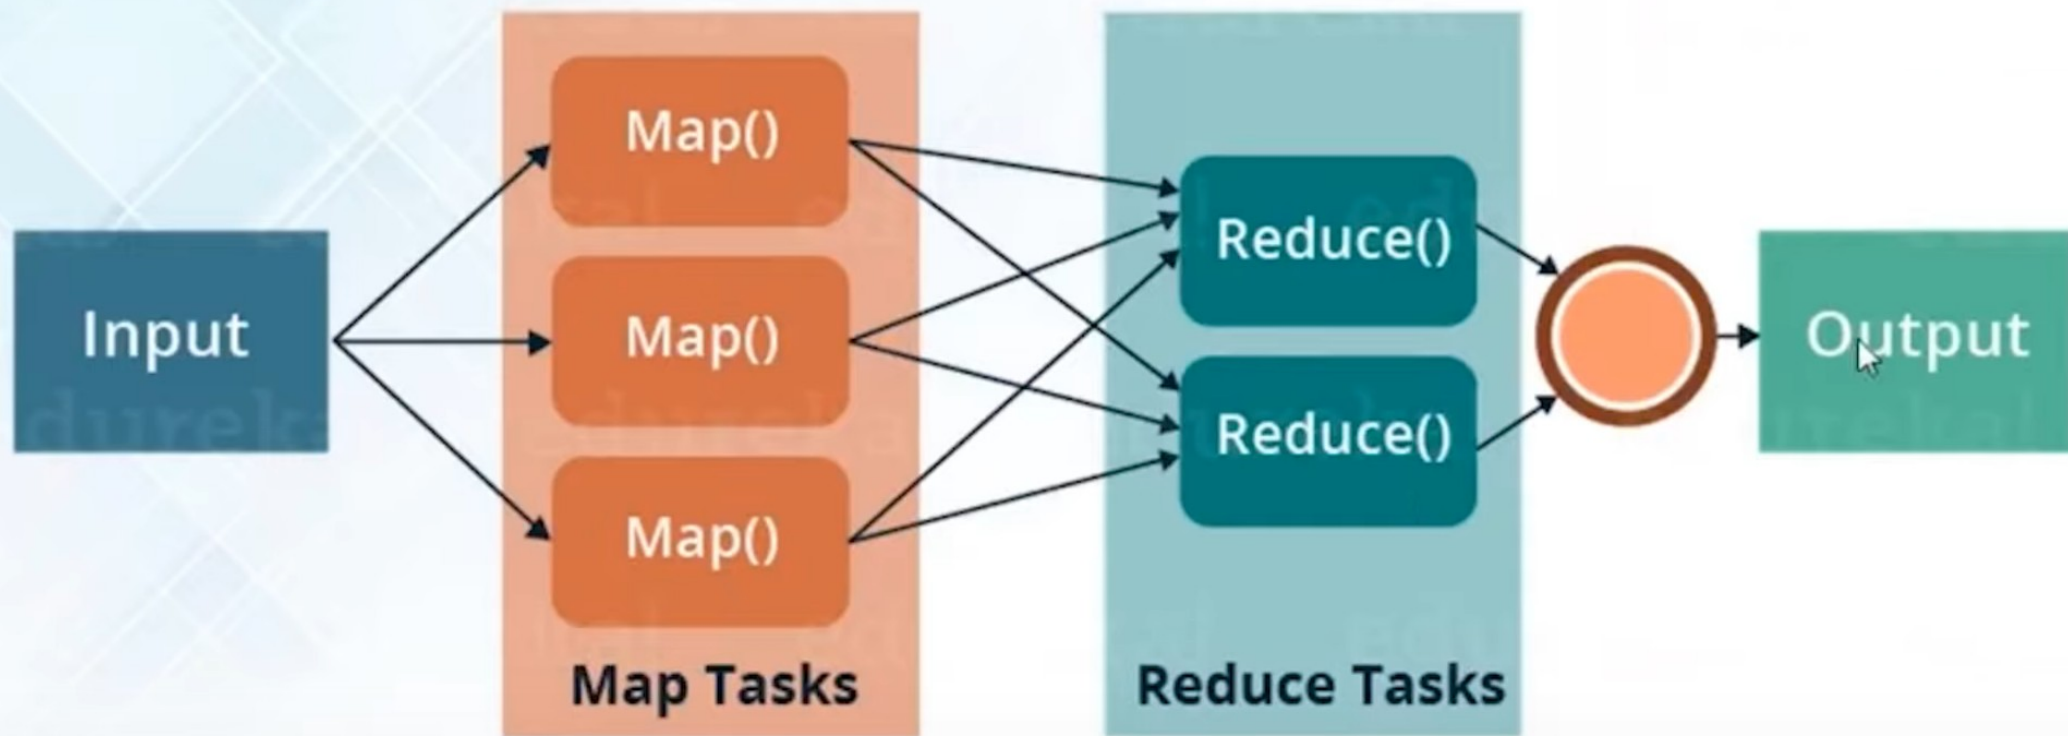 Input
Map()
Map()
Map()
Map Tasks
Reduce()
Reduce()
Reduce Tasks
Output